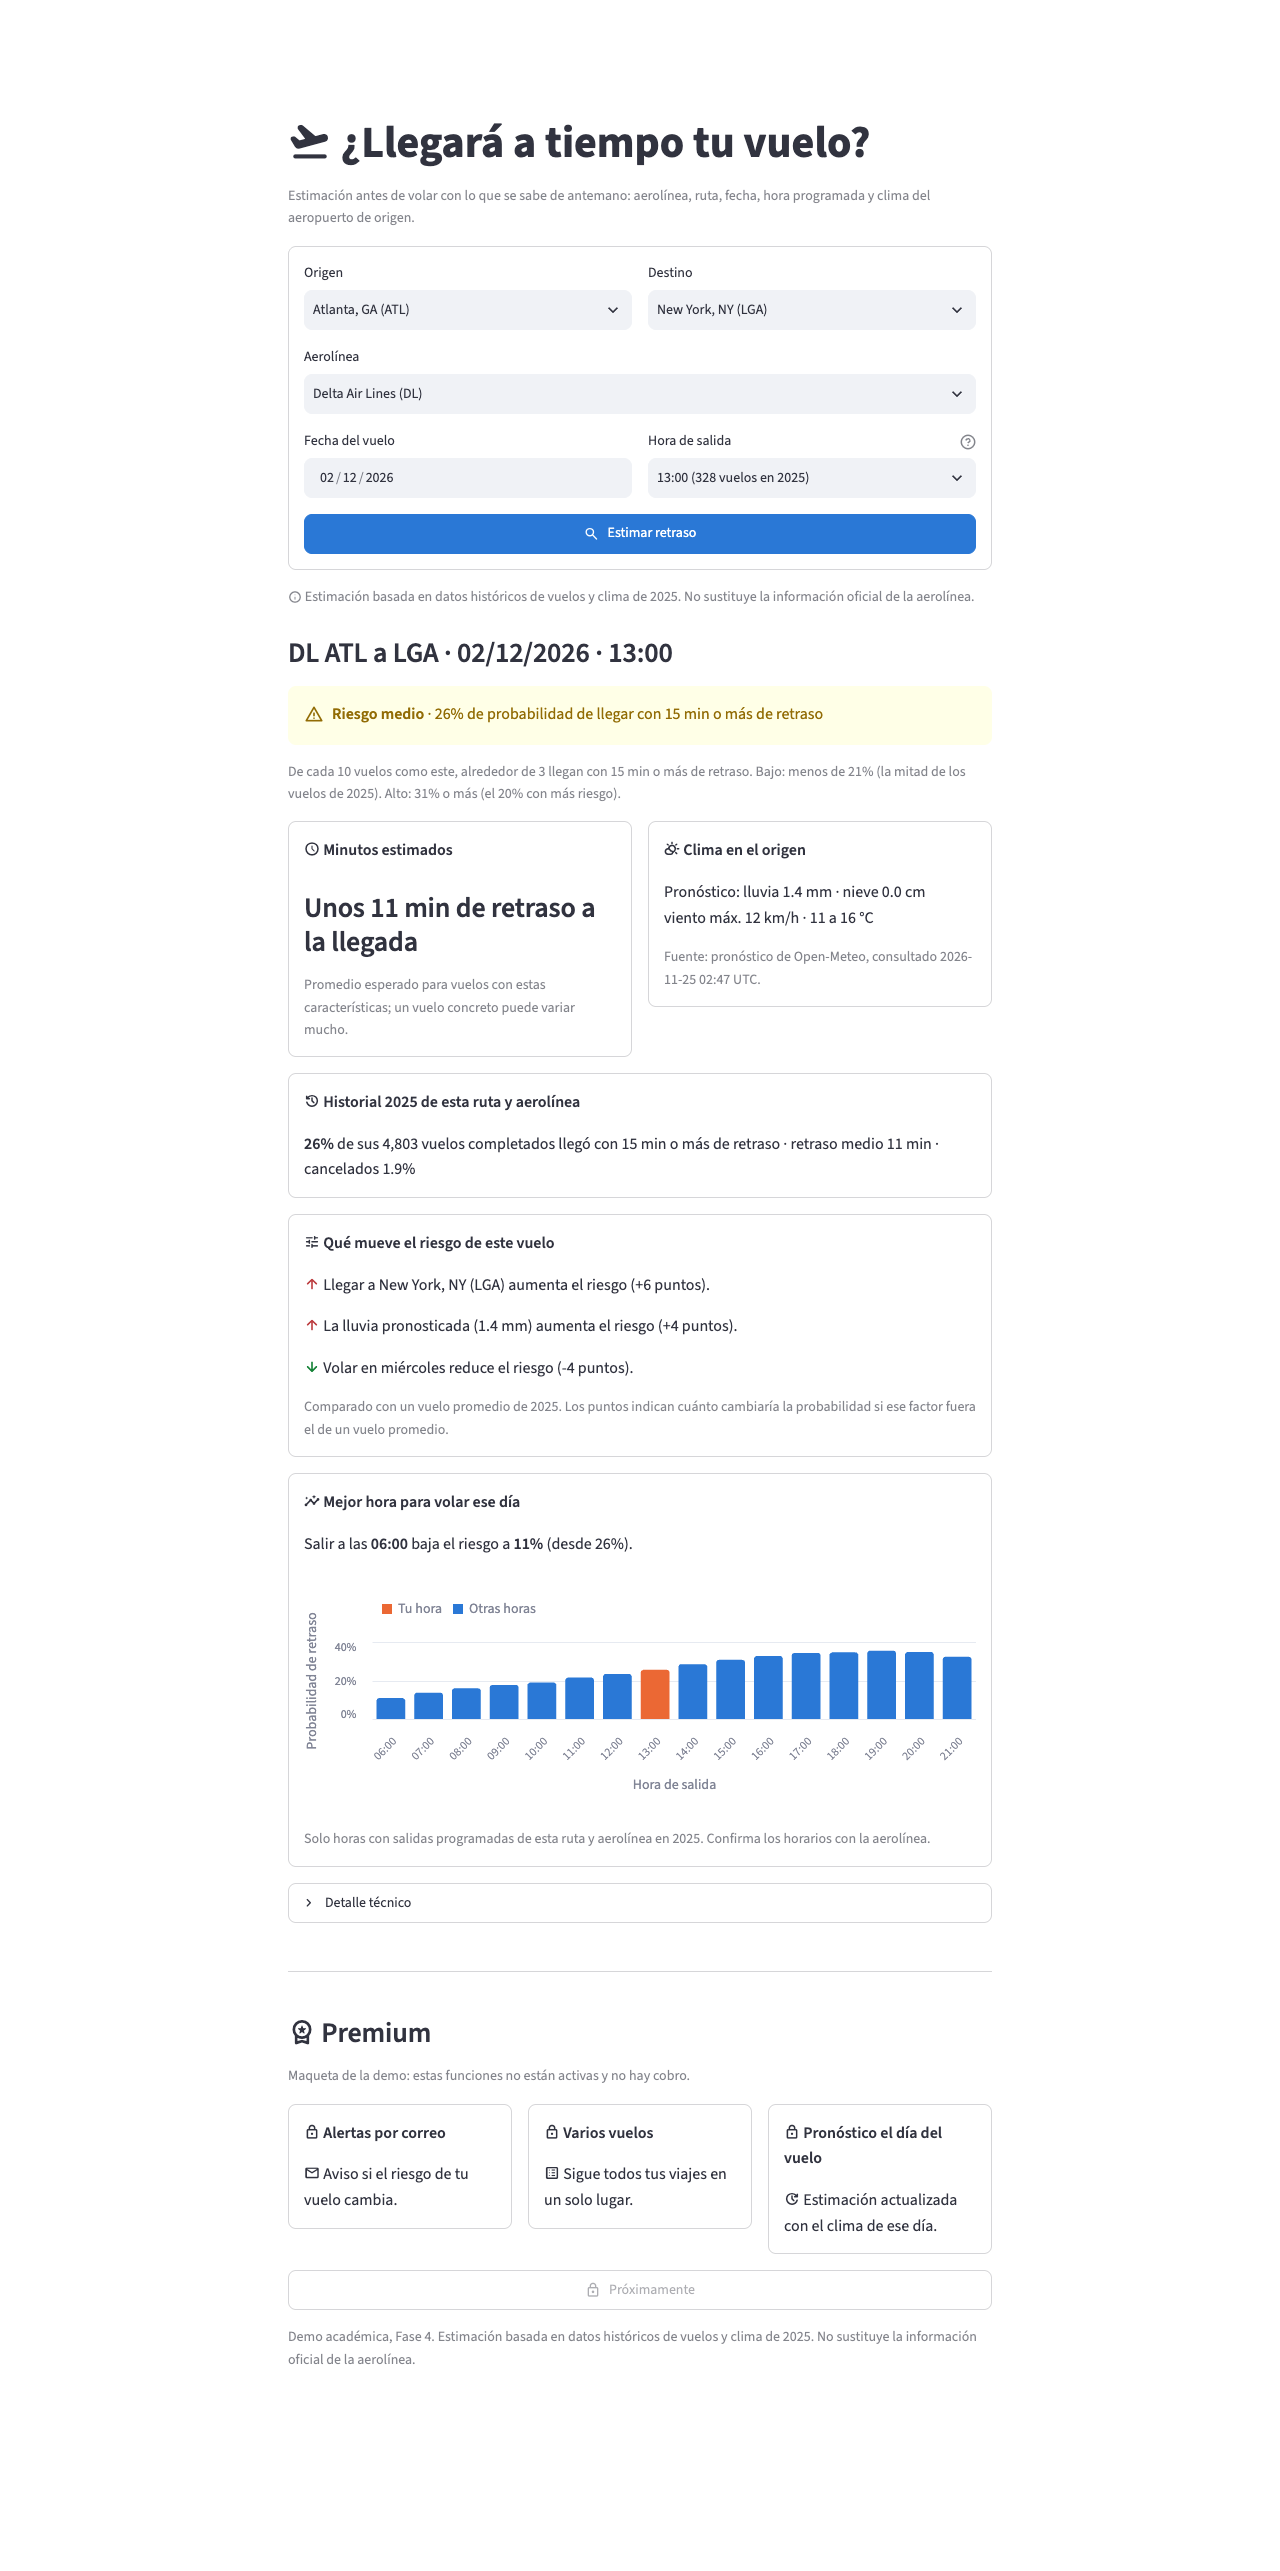 ¿Llegará a tiempo tu vuelo?
Estimación antes de volar con lo que se sabe de antemano: aerolínea, ruta, fecha, hora programada y clima del
aeropuerto de origen.
Origen
Destino
Atlanta, GA (ATL)
New York, NY (LGA)
Aerolínea
Delta Air Lines (DL)
Fecha del vuelo
Hora de salida
02 / 12 / 2026
13:00 (328 vuelos en 2025)
Estimar retraso
Estimación basada en datos históricos de vuelos y clima de 2025. No sustituye la información oficial de la aerolínea.
DL ATL a LGA · 02/12/2026 · 13:00
Riesgo medio · 26% de probabilidad de llegar con 15 min o más de retraso
De cada 10 vuelos como este, alrededor de 3 llegan con 15 min o más de retraso. Bajo: menos de 21% (la mitad de los
vuelos de 2025). Alto: 31% o más (el 20% con más riesgo).
Minutos estimados
Unos 11 min de retraso a
la llegada
Promedio esperado para vuelos con estas
características; un vuelo concreto puede variar
mucho.
Clima en el origen
Pronóstico: lluvia 1.4 mm · nieve 0.0 cm
viento máx. 12 km/h · 11 a 16 °C
Fuente: pronóstico de Open-Meteo, consultado 2026-
11-25 02:47 UTC.
Historial 2025 de esta ruta y aerolínea
26% de sus 4,803 vuelos completados llegó con 15 min o más de retraso · retraso medio 11 min ·
cancelados 1.9%
Qué mueve el riesgo de este vuelo
Llegar a New York, NY (LGA) aumenta el riesgo (+6 puntos).
La lluvia pronosticada (1.4 mm) aumenta el riesgo (+4 puntos).
Volar en miércoles reduce el riesgo (-4 puntos).
Comparado con un vuelo promedio de 2025. Los puntos indican cuánto cambiaría la probabilidad si ese factor fuera
el de un vuelo promedio.
Mejor hora para volar ese día
Salir a las 06:00 baja el riesgo a 11% (desde 26%).
Tu hora
Otras horas
Probabilidad de retraso
40%
20%
0%
06:00
07:00
08:00
09:00
10:00
11:00
12:00
13:00
14:00
15:00
16:00
17:00
18:00
19:00
20:00
21:00
Hora de salida
Solo horas con salidas programadas de esta ruta y aerolínea en 2025. Confirma los horarios con la aerolínea.
Detalle técnico
Premium
Maqueta de la demo: estas funciones no están activas y no hay cobro.
Alertas por correo
Aviso si el riesgo de tu
vuelo cambia.
Varios vuelos
Sigue todos tus viajes en
un solo lugar.
Pronóstico el día del
vuelo
Estimación actualizada
con el clima de ese día.
Próximamente
Demo académica, Fase 4. Estimación basada en datos históricos de vuelos y clima de 2025. No sustituye la información
oficial de la aerolínea.